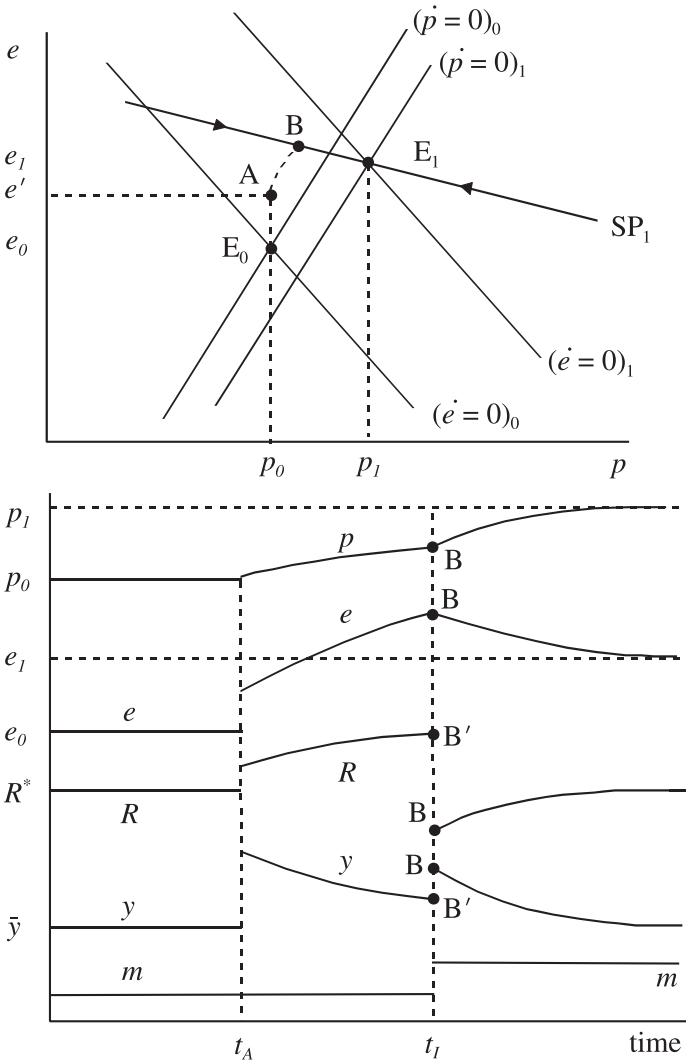 e
(ṗ = 0)₀
(ṗ = 0)₁
B
E₁
e₁
A
e′
SP₁
e₀
E₀
(ė = 0)₁
(ė = 0)₀
p₀
p₁
p
p₁
p
B
p₀
B
e
e₁
e
e₀
B′
R
R*
R
B
y
B
y
B′
ȳ
m
m
t_A
t_I
time